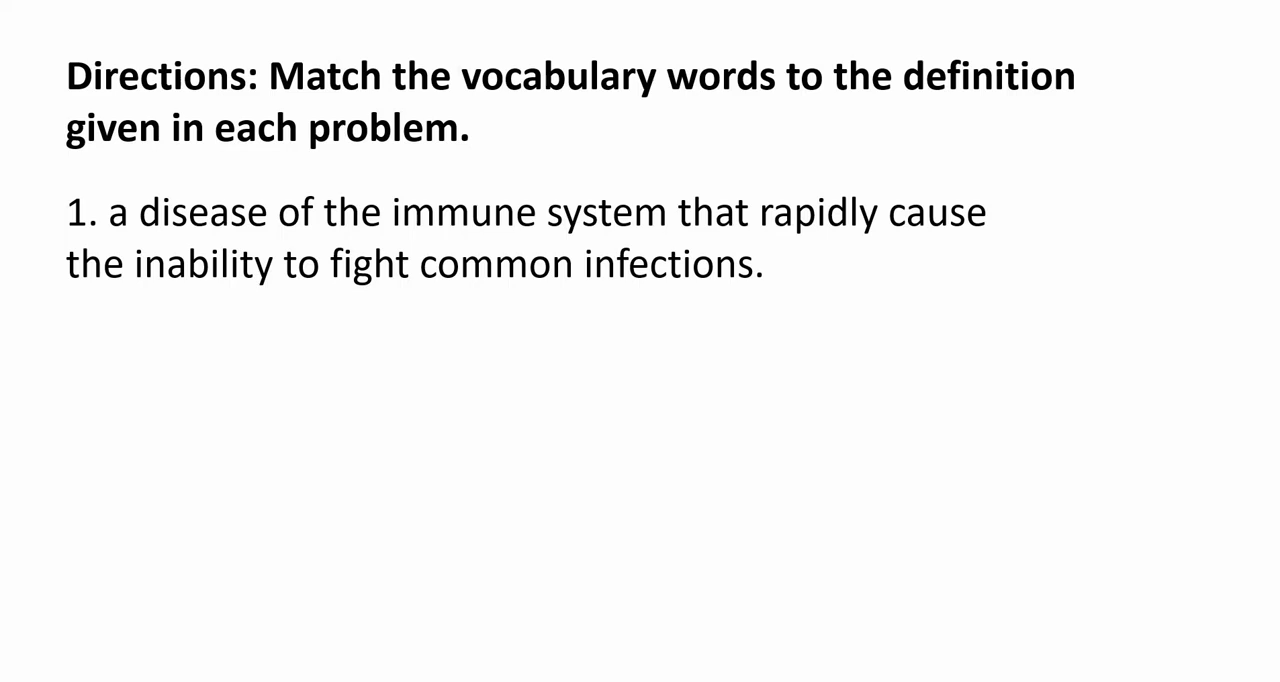 Directions: Match the vocabulary words to the definition
given in each problem.
1. a disease of the immune system that rapidly cause
the inability to fight common infections.